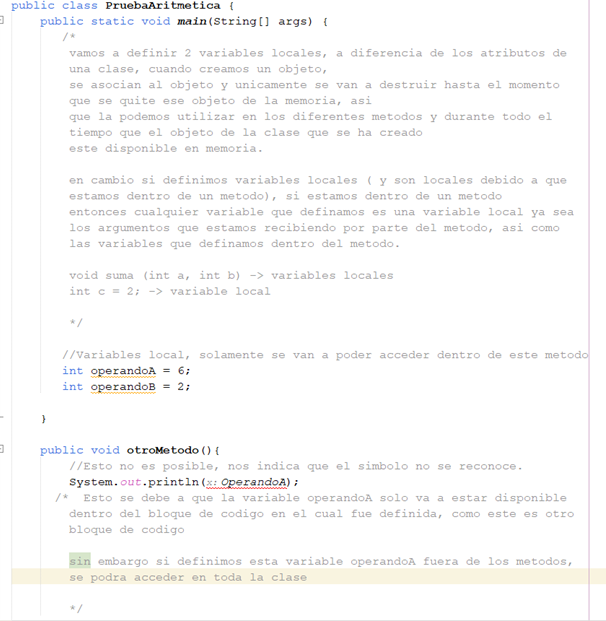 public class PruebaAritmetica {
public static void main(String[] args) {
/*
vamos a definir 2 variables locales, a diferencia de los atributos de
una clase, cuando creamos un objeto,
se asocian al objeto y unicamente se van a destruir hasta el momento
que se quite ese objeto de la memoria, asi
que la podemos utilizar en los diferentes metodos y durante todo el
tiempo que el objeto de la clase que se ha creado
este disponible en memoria.
en cambio si definimos variables locales ( y son locales debido a que
estamos dentro de un metodo), si estamos dentro de un metodo
entonces cualquier variable que definamos es una variable local ya sea
los argumentos que estamos recibiendo por parte del metodo, asi como
las variables que definamos dentro del metodo.
void suma (int a, int b) -> variables locales
int c = 2; -> variable local
*/
//Variables local, solamente se van a poder acceder dentro de este metodo
int operandoA = 6;
int operandoB = 2;
}
public void otroMetodo(){
//Esto no es posible, nos indica que el simbolo no se reconoce.
System.out.println(x: OperandoA);
/* Esto se debe a que la variable operandoA solo va a estar disponible
dentro del bloque de codigo en el cual fue definida, como este es otro
bloque de codigo
sin embargo si definimos esta variable operandoA fuera de los metodos,
se podra acceder en toda la clase
*/